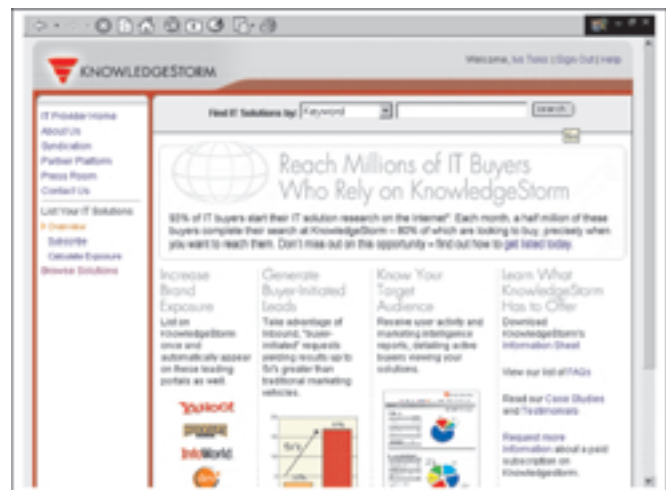 KNOWLEDGESTORM
Welcome, | Sign Out | Help
Find IT Solutions by: Keyword search
IT Provider Home
About Us
Syndication
Partner Platform
Press Room
Contact Us
List Your IT Solutions
Overview
Subscribe
Calculate Exposure
Browse Solutions
Reach Millions of IT Buyers
Who Rely on KnowledgeStorm
93% of IT buyers start their IT solution research on the Internet*. Each month, a half million of these
buyers complete their search at KnowledgeStorm – 80% of which are
looking to buy, precisely when
you want to reach them. Don't miss out on this opportunity – find out how to get listed today.
Increase
Brand
Exposure
List on
KnowledgeStorm
once and
automatically appear
on these leading
portals as well.
YAHOO!
InfoWorld
Generate
Buyer-Initiated
Leads
Take advantage of
inbound, "buyer-
initiated" requests
yielding results up to
5x's greater than
traditional marketing
vehicles.
5x's
Know Your
Target
Audience
Receive user activity and
marketing intelligence
reports, detailing active
buyers viewing your
solutions.
Learn What
KnowledgeStorm
Has to Offer
Download
KnowledgeStorm's
Information Sheet
View our list of FAQs
Read our Case Studies
and Testimonials
Request more
information about a paid
subscription on
KnowledgeStorm.